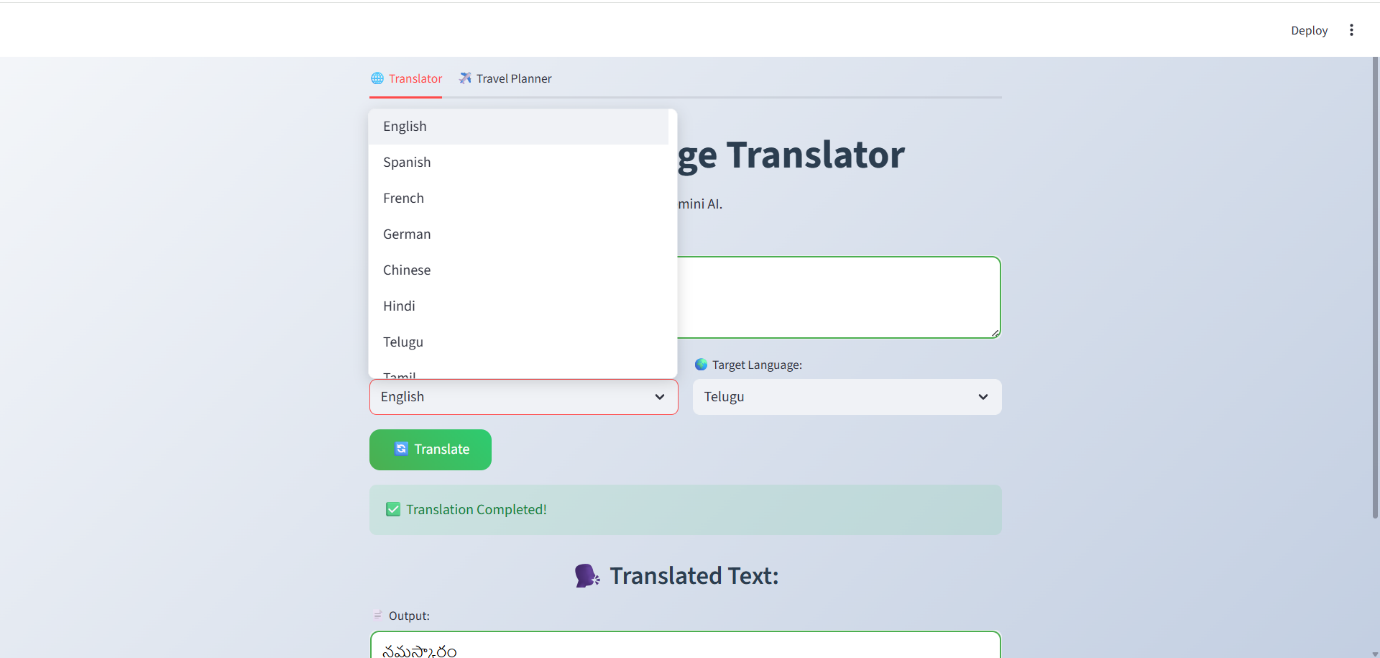 Deploy
Translator
Travel Planner
English
ge Translator
Spanish
mini AI.
French
German
Chinese
Hindi
Telugu
Tamil
Target Language:
English
Telugu
Translate
Translation Completed!
Translated Text:
Output:
నమస్కారం